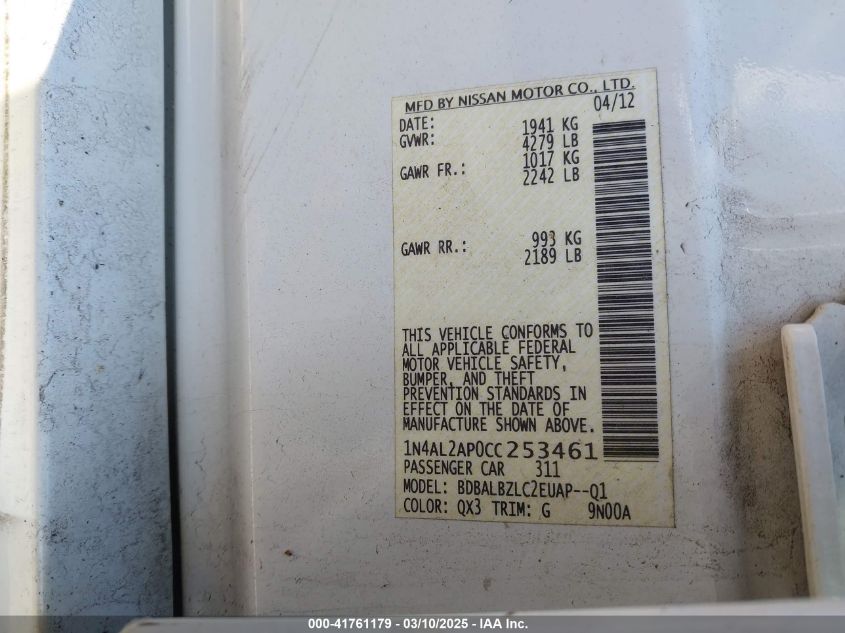 MFD BY NISSAN MOTOR CO., LTD.
DATE: 04/12
GVWR: 1941 KG
4279 LB
GAWR FR.: 1017 KG
2242 LB
GAWR RR.: 993 KG
2189 LB
THIS VEHICLE CONFORMS TO
ALL APPLICABLE FEDERAL
MOTOR VEHICLE SAFETY,
BUMPER, AND THEFT
PREVENTION STANDARDS IN
EFFECT ON THE DATE OF
MANUFACTURE SHOWN ABOVE.
1N4AL2AP0CC253461
PASSENGER CAR 311
MODEL: BDBALBZLC2EUAP--Q1
COLOR: QX3 TRIM: G 9N00A
000-41761179 - 03/10/2025 - IAA Inc.